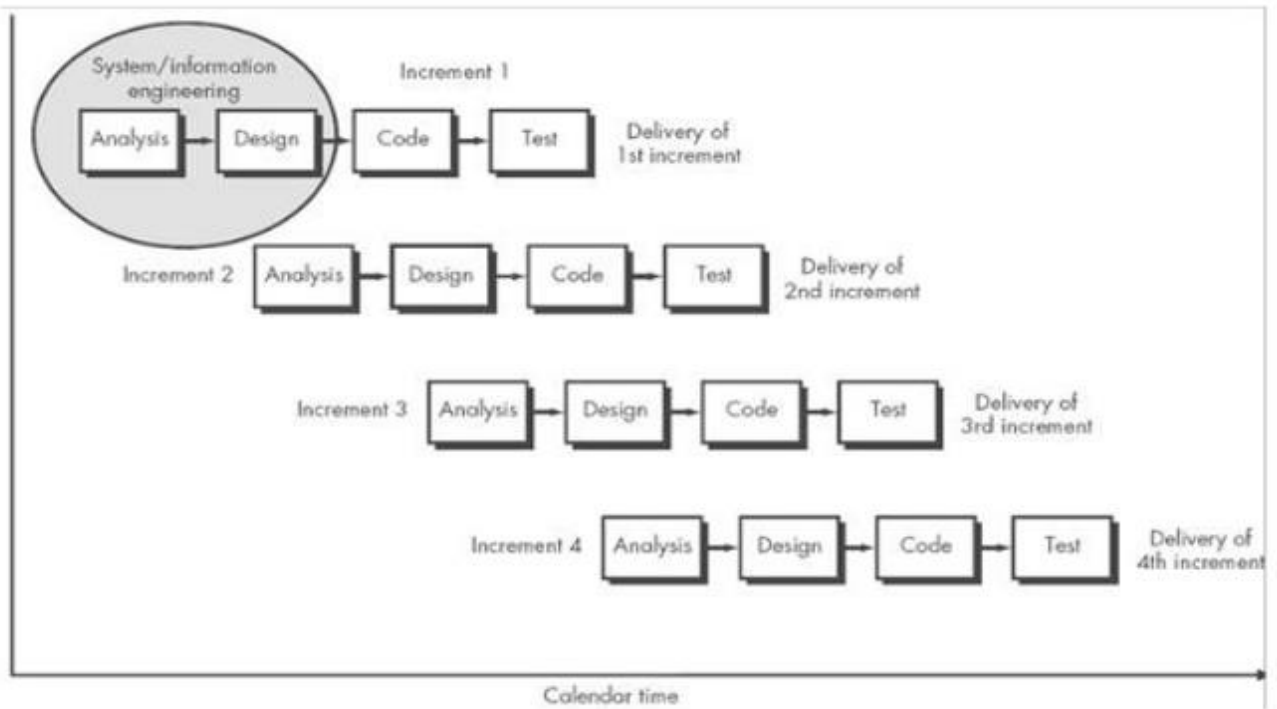 System/information
engineering
Increment 1
Analysis
Design
Code
Test
Delivery of
1st increment
Increment 2
Analysis
Design
Code
Test
Delivery of
2nd increment
Increment 3
Analysis
Design
Code
Test
Delivery of
3rd increment
Increment 4
Analysis
Design
Code
Test
Delivery of
4th increment
Calendar time